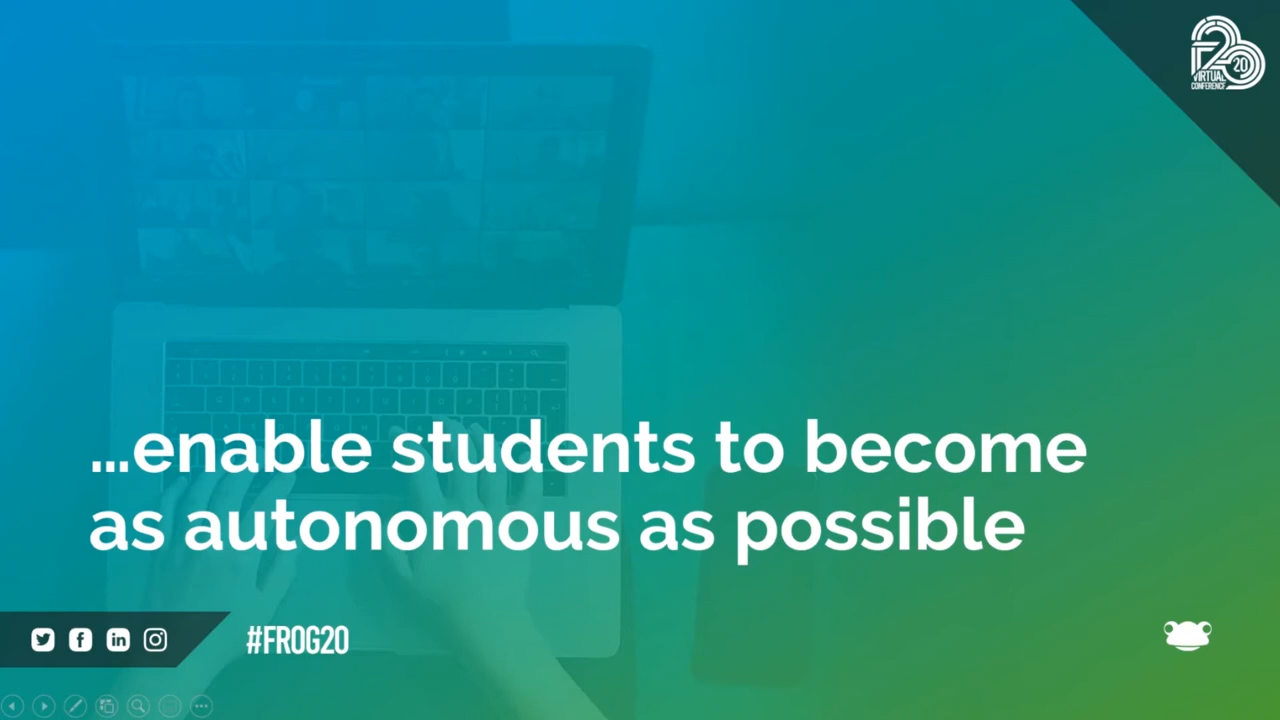 20
VIRTUAL
CONFERENCE
...enable students to become
as autonomous as possible
#FROG20